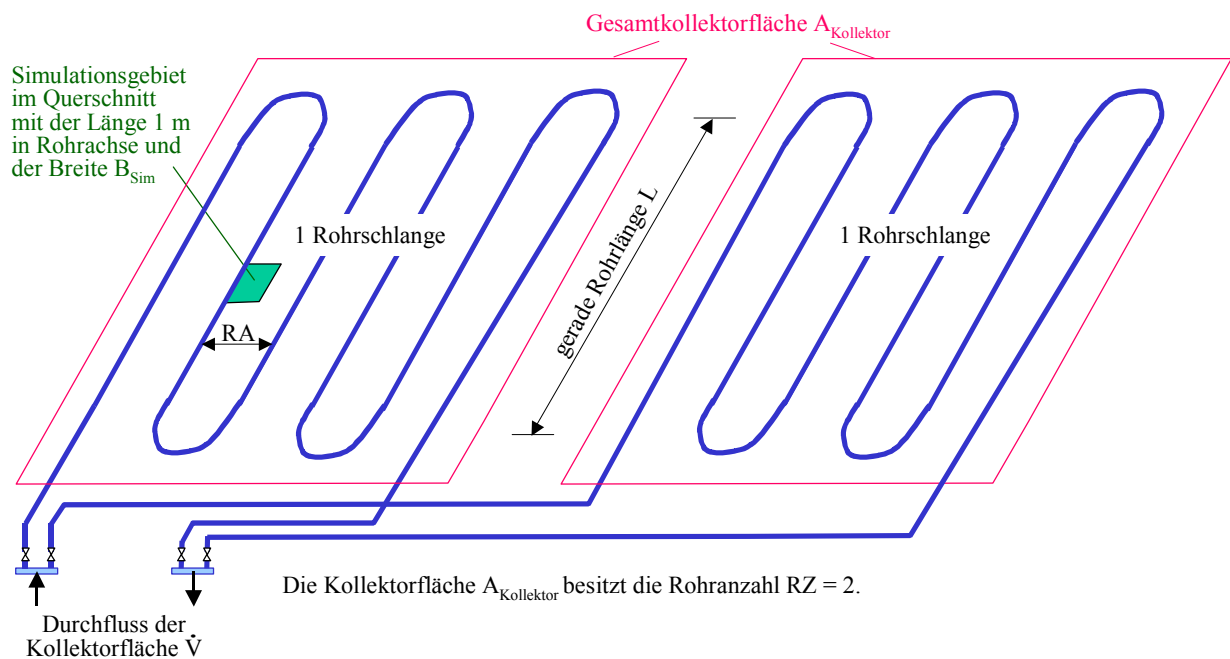 Gesamtkollektorfläche A_Kollektor
Simulationsgebiet
im Querschnitt
mit der Länge 1 m
in Rohrachse und
der Breite B_Sim
1 Rohrschlange
gerade Rohrlänge L
1 Rohrschlange
RA
Die Kollektorfläche A_Kollektor besitzt die Rohranzahl RZ = 2.
Durchfluss der
Kollektorfläche V̇